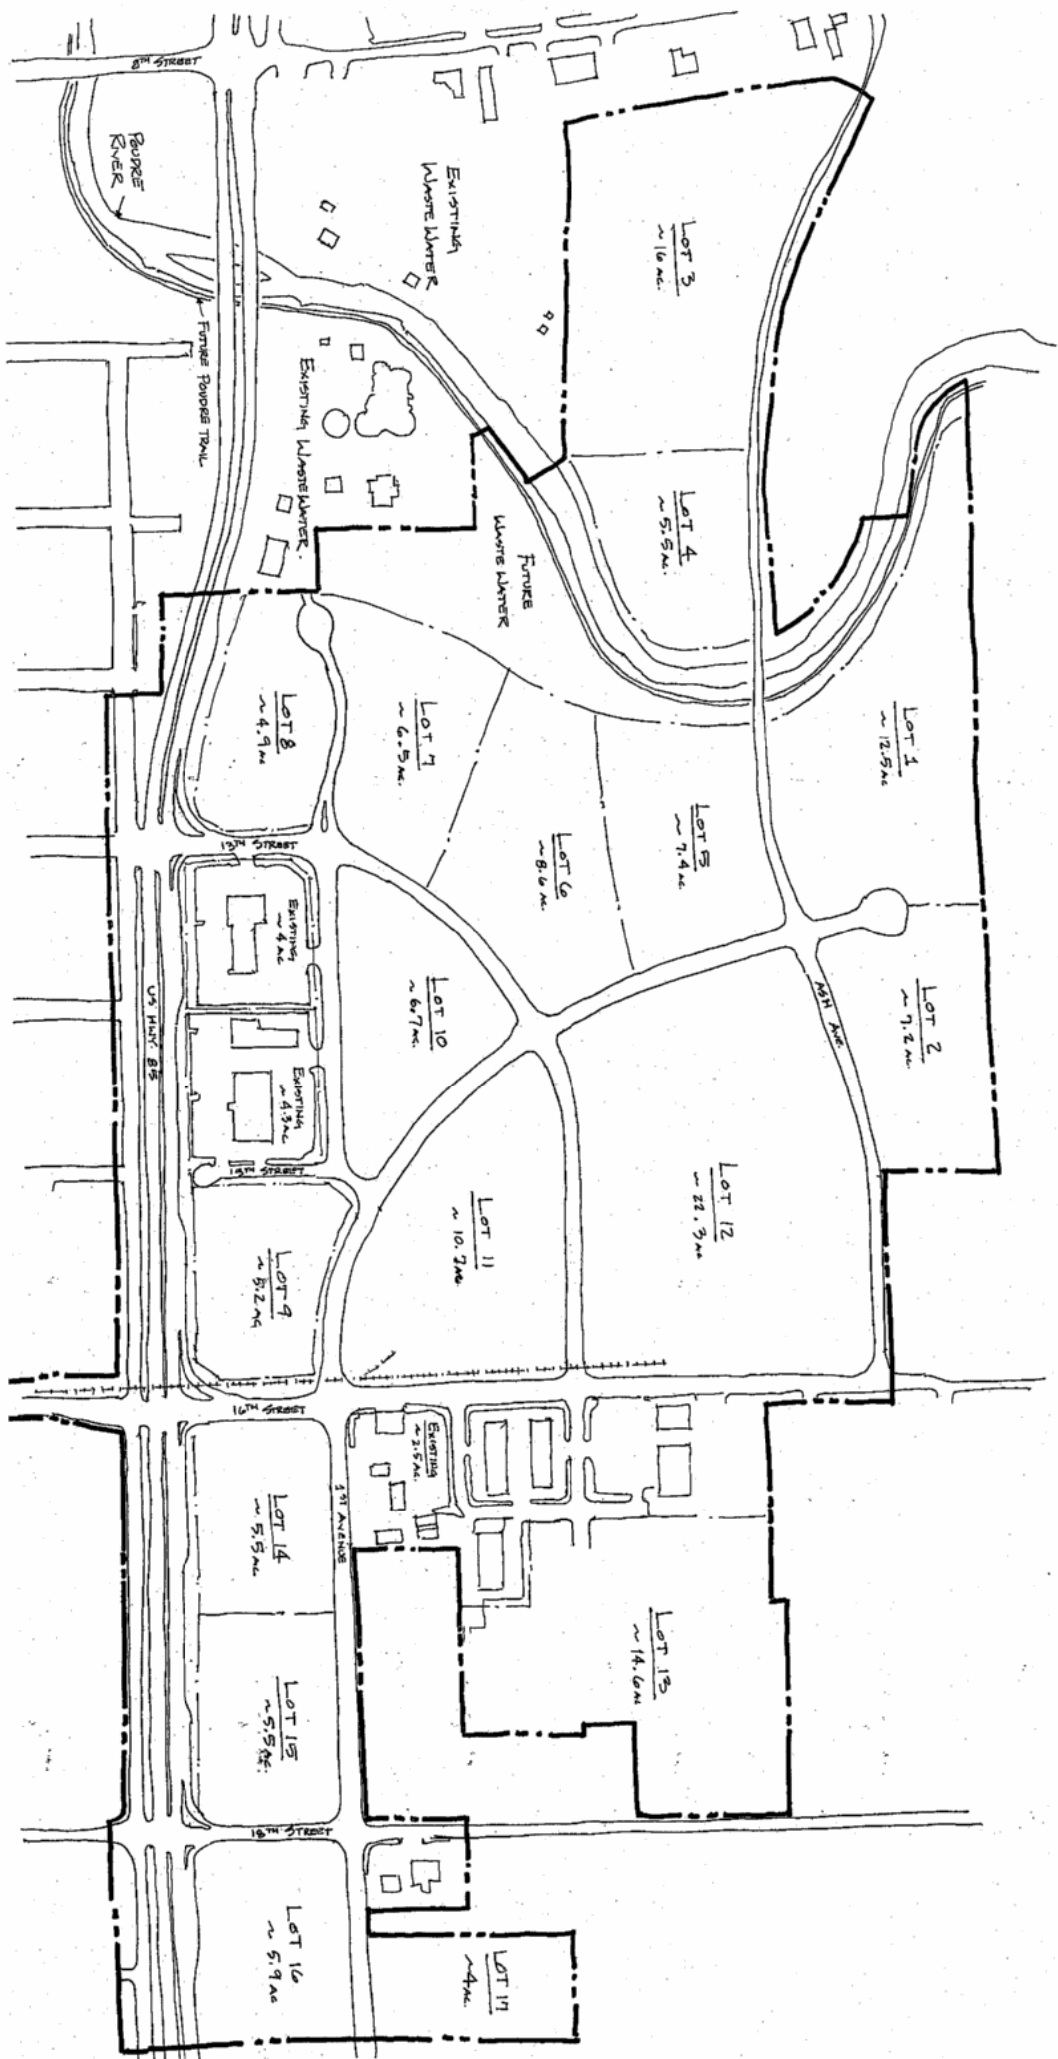 8TH STREET
POUDRE
RIVER
EXISTING
WASTEWATER
LOT 3
~16 AC.
FUTURE POUDRE TRAIL
EXISTING WASTEWATER.
FUTURE
WASTE WATER
LOT 4
~5.5 AC.
LOT 1
~12.5 AC
LOT 8
~4.9 AC
LOT 7
~6.5 AC.
LOT 6
~8.6 AC.
LOT 5
~7.4 AC.
13TH STREET
EXISTING
~4 AC
LOT 10
~6.7 AC.
ASH AVE.
LOT 2
~7.2 AC.
US HWY. 85
EXISTING
~4.3 AC
15TH STREET
LOT 9
~5.2 AC
LOT 11
~10.7 AC
LOT 12
~22.3 AC
16TH STREET
1ST AVENUE
EXISTING
~2.5 AC.
LOT 14
~5.5 AC
LOT 15
~5.5 AC.
LOT 13
~14.6 AC
18TH STREET
LOT 16
~5.9 AC
LOT 17
~4 AC.